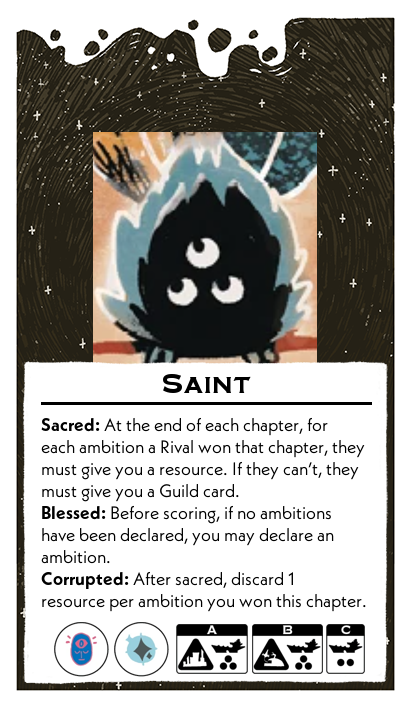 SAINT
Sacred: At the end of each chapter, for
each ambition a Rival won that chapter, they
must give you a resource. If they can't, they
must give you a Guild card.
Blessed: Before scoring, if no ambitions
have been declared, you may declare an
ambition.
Corrupted: After sacred, discard 1
resource per ambition you won this chapter.
A B C